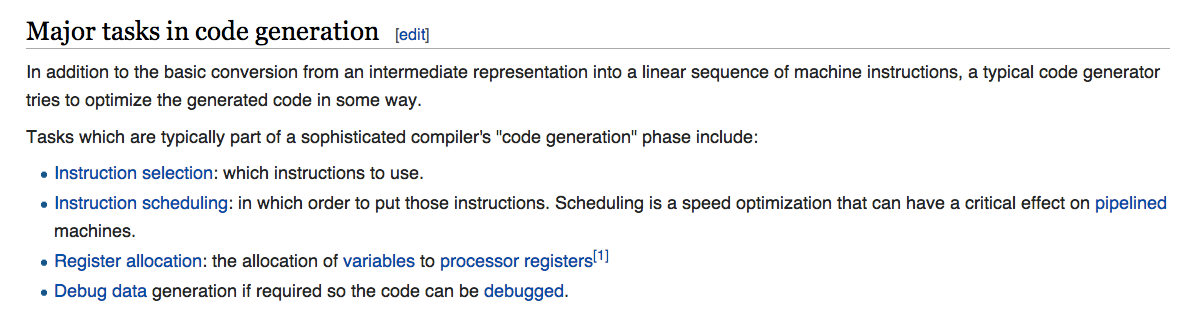 Major tasks in code generation [edit]
In addition to the basic conversion from an intermediate representation into a linear sequence of machine instructions, a typical code generator
tries to optimize the generated code in some way.
Tasks which are typically part of a sophisticated compiler's "code generation" phase include:
• Instruction selection: which instructions to use.
• Instruction scheduling: in which order to put those instructions. Scheduling is a speed optimization that can have a critical effect on pipelined
machines.
• Register allocation: the allocation of variables to processor registers[1]
• Debug data generation if required so the code can be debugged.